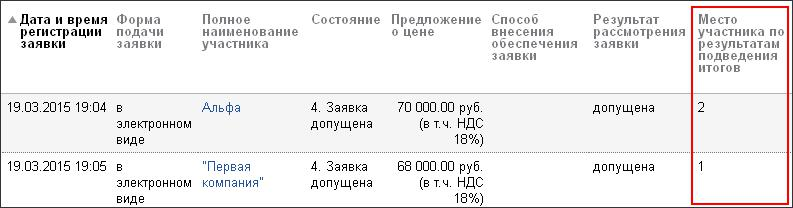 Дата и время
регистрации
заявки
Форма
подачи
заявки
Полное
наименование
участника
Состояние
Предложение
о цене
Способ
внесения
обеспечения
заявки
Результат
рассмотрения
заявки
Место
участника по
результатам
подведения
итогов
19.03.2015 19:04
в
электронном
виде
Альфа
4. Заявка
допущена
70 000.00 руб.
(в т.ч. НДС
18%)
допущена
2
19.03.2015 19:05
в
электронном
виде
"Первая
компания"
4. Заявка
допущена
68 000.00 руб.
(в т.ч. НДС
18%)
допущена
1